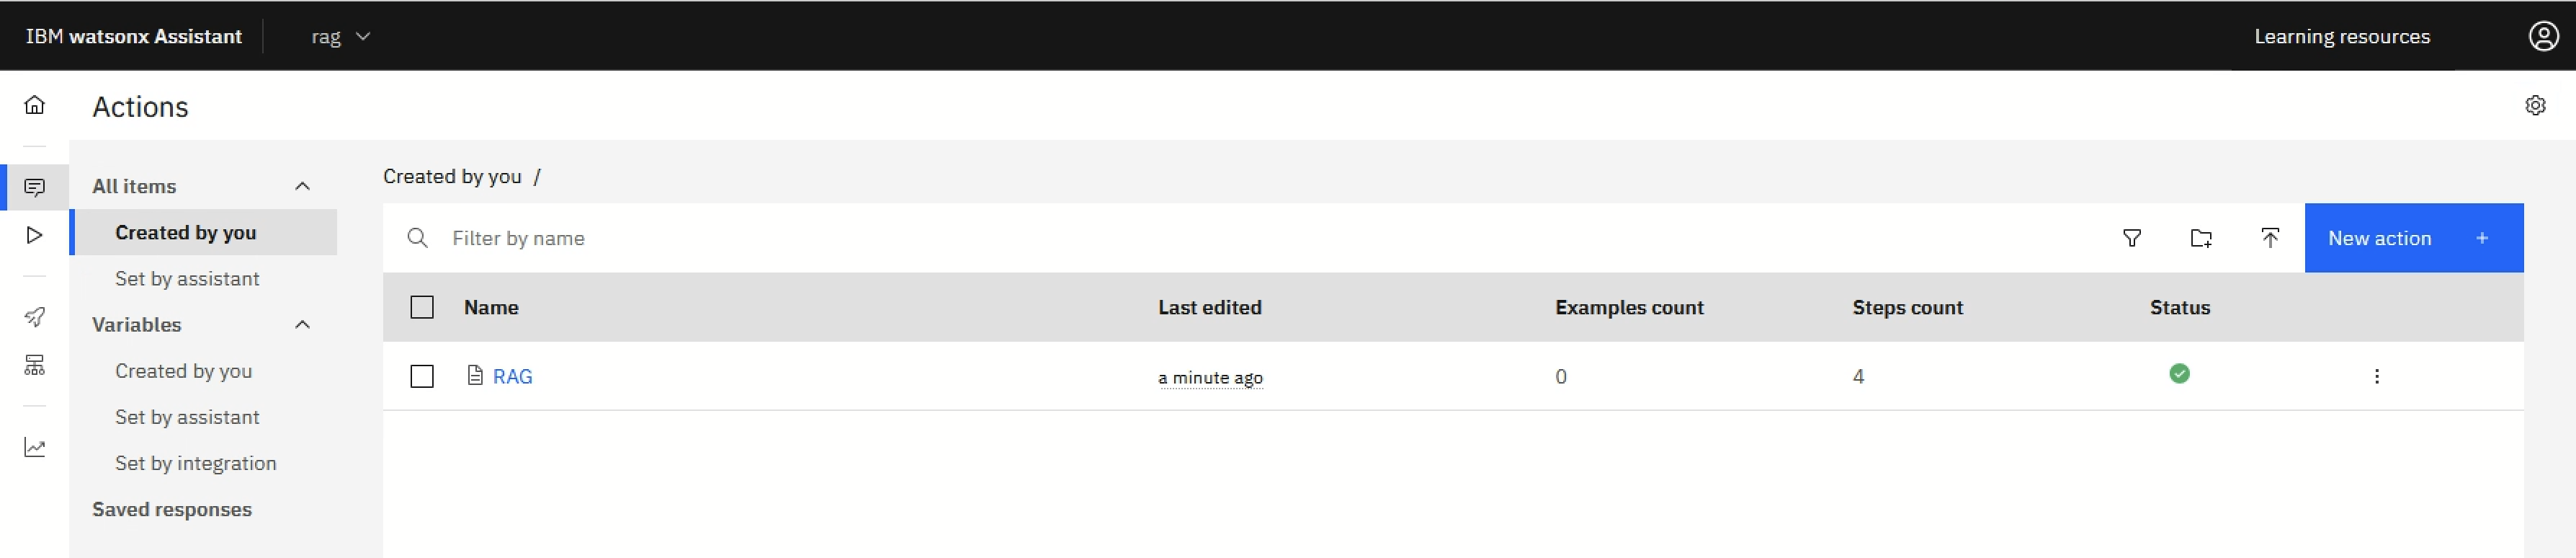 IBM watsonx Assistant rag Learning resources
Actions
All items
Created by you
Set by assistant
Variables
Created by you
Set by assistant
Set by integration
Saved responses
Created by you /
Filter by name New action +
Name Last edited Examples count Steps count Status
RAG a minute ago 0 4